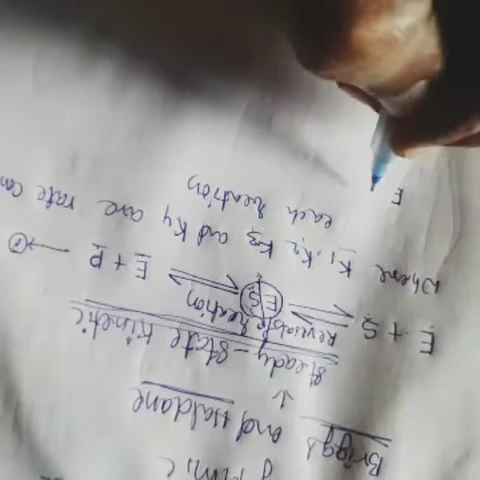 Briggs and Haldane
↓
Steady-State Kinetic
Reversible Reaction
E + S ⇌ ES ⇌ E + P → ①
where K1, K2, K3 and K4 are rate con
each reaction
E